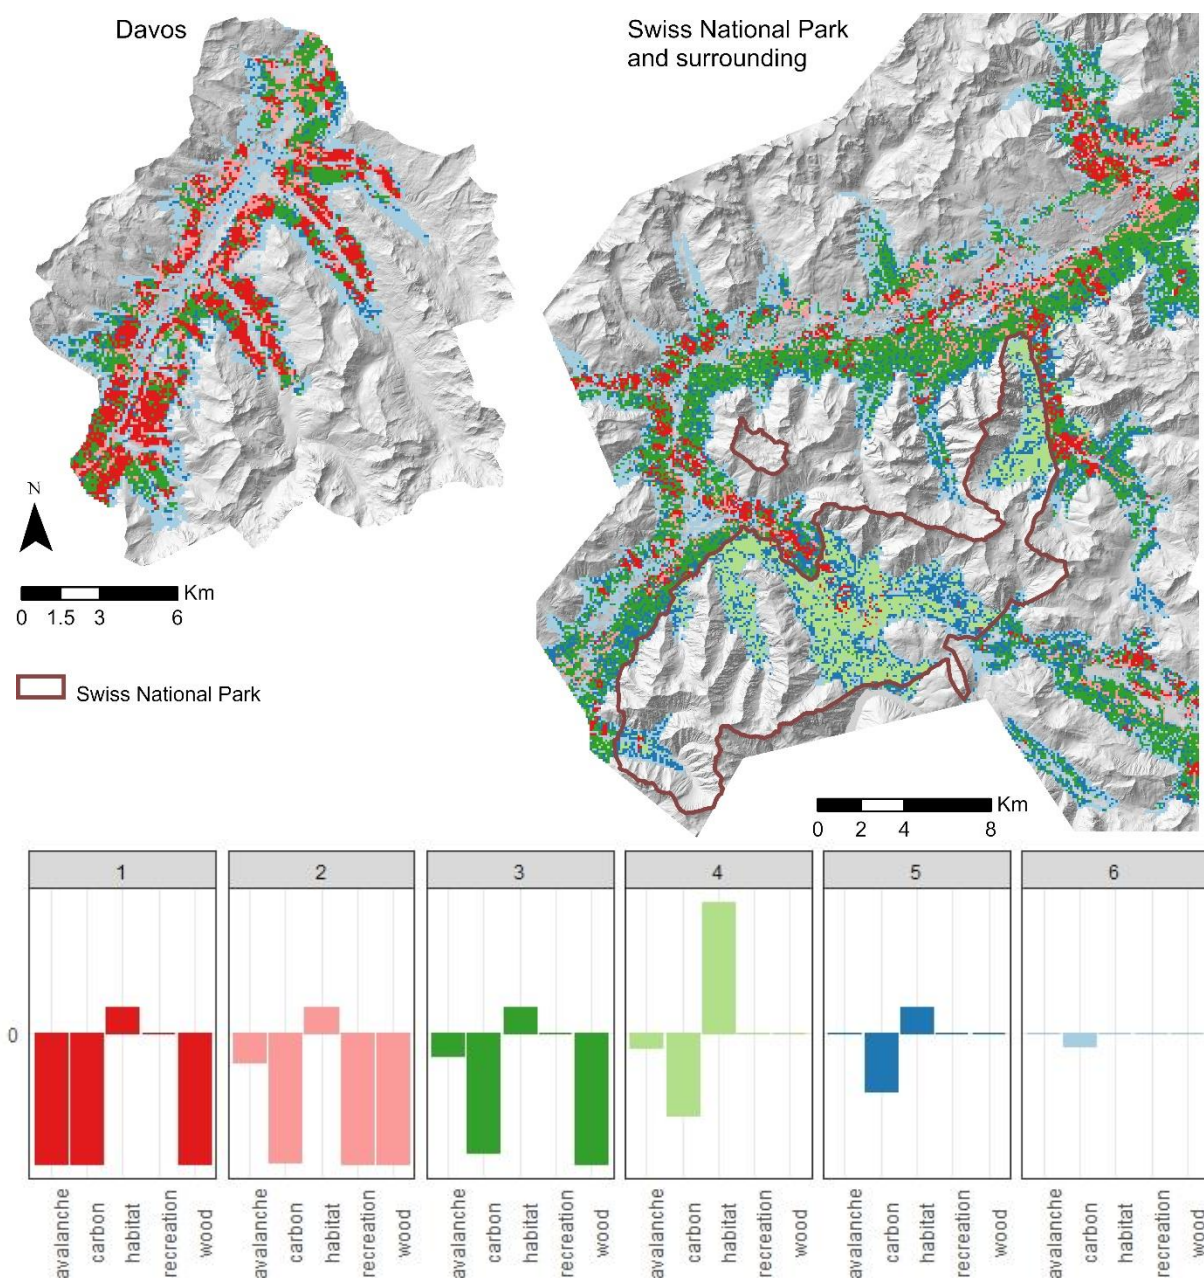 Davos
Swiss National Park
and surrounding
N
Km
0 1.5 3 6
Swiss National Park
Km
0 2 4 8
1 2 3 4 5 6
0
avalanche carbon habitat recreation wood
avalanche carbon habitat recreation wood
avalanche carbon habitat recreation wood
avalanche carbon habitat recreation wood
avalanche carbon habitat recreation wood
avalanche carbon habitat recreation wood